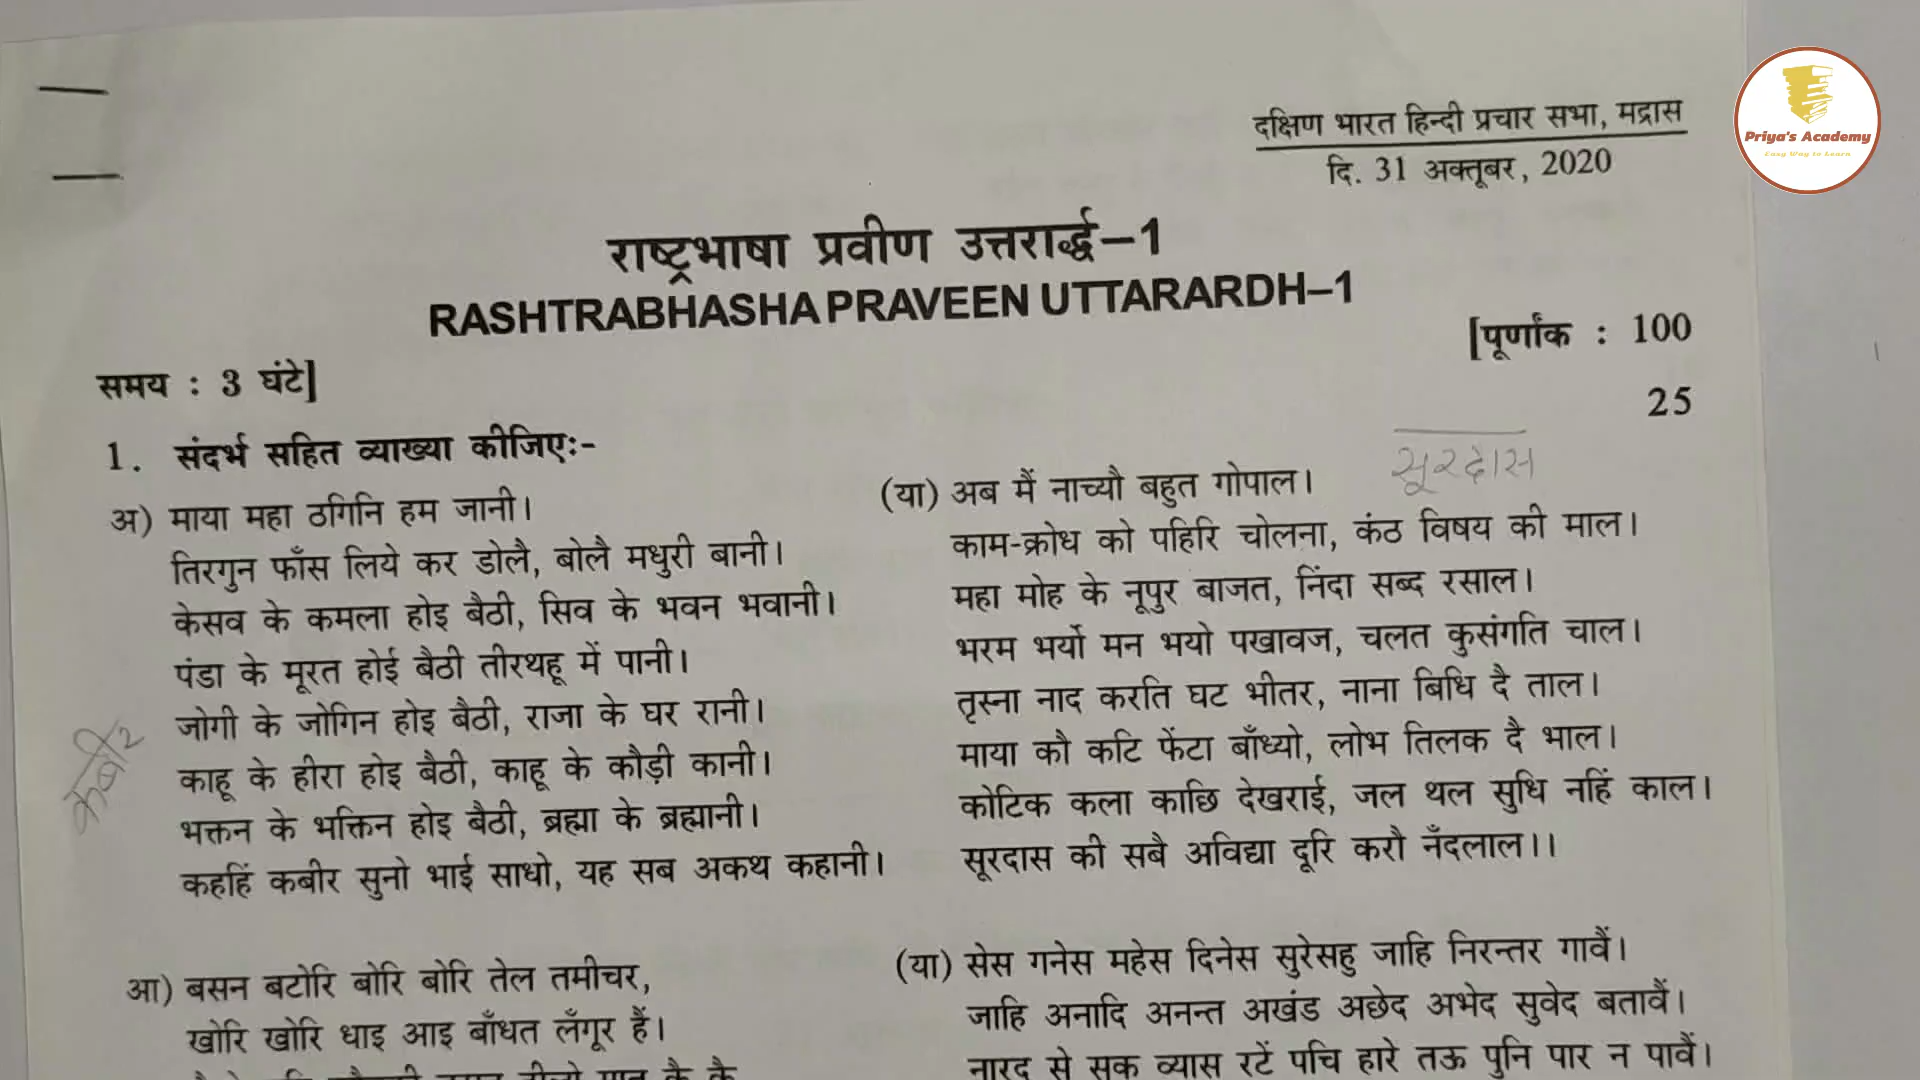 दक्षिण भारत हिन्दी प्रचार सभा, मद्रास
दि. 31 अक्तूबर, 2020
Priya's Academy
Easy Way to Learn
राष्ट्रभाषा प्रवीण उत्तरार्द्ध–1
RASHTRABHASHA PRAVEEN UTTARARDH–1
[पूर्णांक : 100
समय : 3 घंटे]
25
1. संदर्भ सहित व्याख्या कीजिएः-
अ) माया महा ठगिनि हम जानी।
तिरगुन फाँस लिये कर डोलै, बोलै मधुरी बानी।
केसव के कमला होइ बैठी, सिव के भवन भवानी।
पंडा के मूरत होई बैठी तीरथहू में पानी।
जोगी के जोगिन होइ बैठी, राजा के घर रानी।
काहू के हीरा होइ बैठी, काहू के कौड़ी कानी।
भक्तन के भक्तिन होइ बैठी, ब्रह्मा के ब्रह्मानी।
कहहिं कबीर सुनो भाई साधो, यह सब अकथ कहानी।
कबीर
(या) अब मैं नाच्यौ बहुत गोपाल।
सूरदास
काम-क्रोध को पहिरि चोलना, कंठ विषय की माल।
महा मोह के नूपुर बाजत, निंदा सब्द रसाल।
भरम भर्यो मन भयो पखावज, चलत कुसंगति चाल।
तृस्ना नाद करति घट भीतर, नाना बिधि दै ताल।
माया कौ कटि फेंटा बाँध्यो, लोभ तिलक दै भाल।
कोटिक कला काछि देखराई, जल थल सुधि नहिं काल।
सूरदास की सबै अविद्या दूरि करौ नँदलाल।।
आ) बसन बटोरि बोरि बोरि तेल तमीचर,
खोरि खोरि धाइ आइ बाँधत लँगूर हैं।
(या) सेस गनेस महेस दिनेस सुरेसहु जाहि निरन्तर गावैं।
जाहि अनादि अनन्त अखंड अछेद अभेद सुवेद बतावैं।
नारद से सुक व्यास रटें पचि हारे तऊ पुनि पार न पावैं।